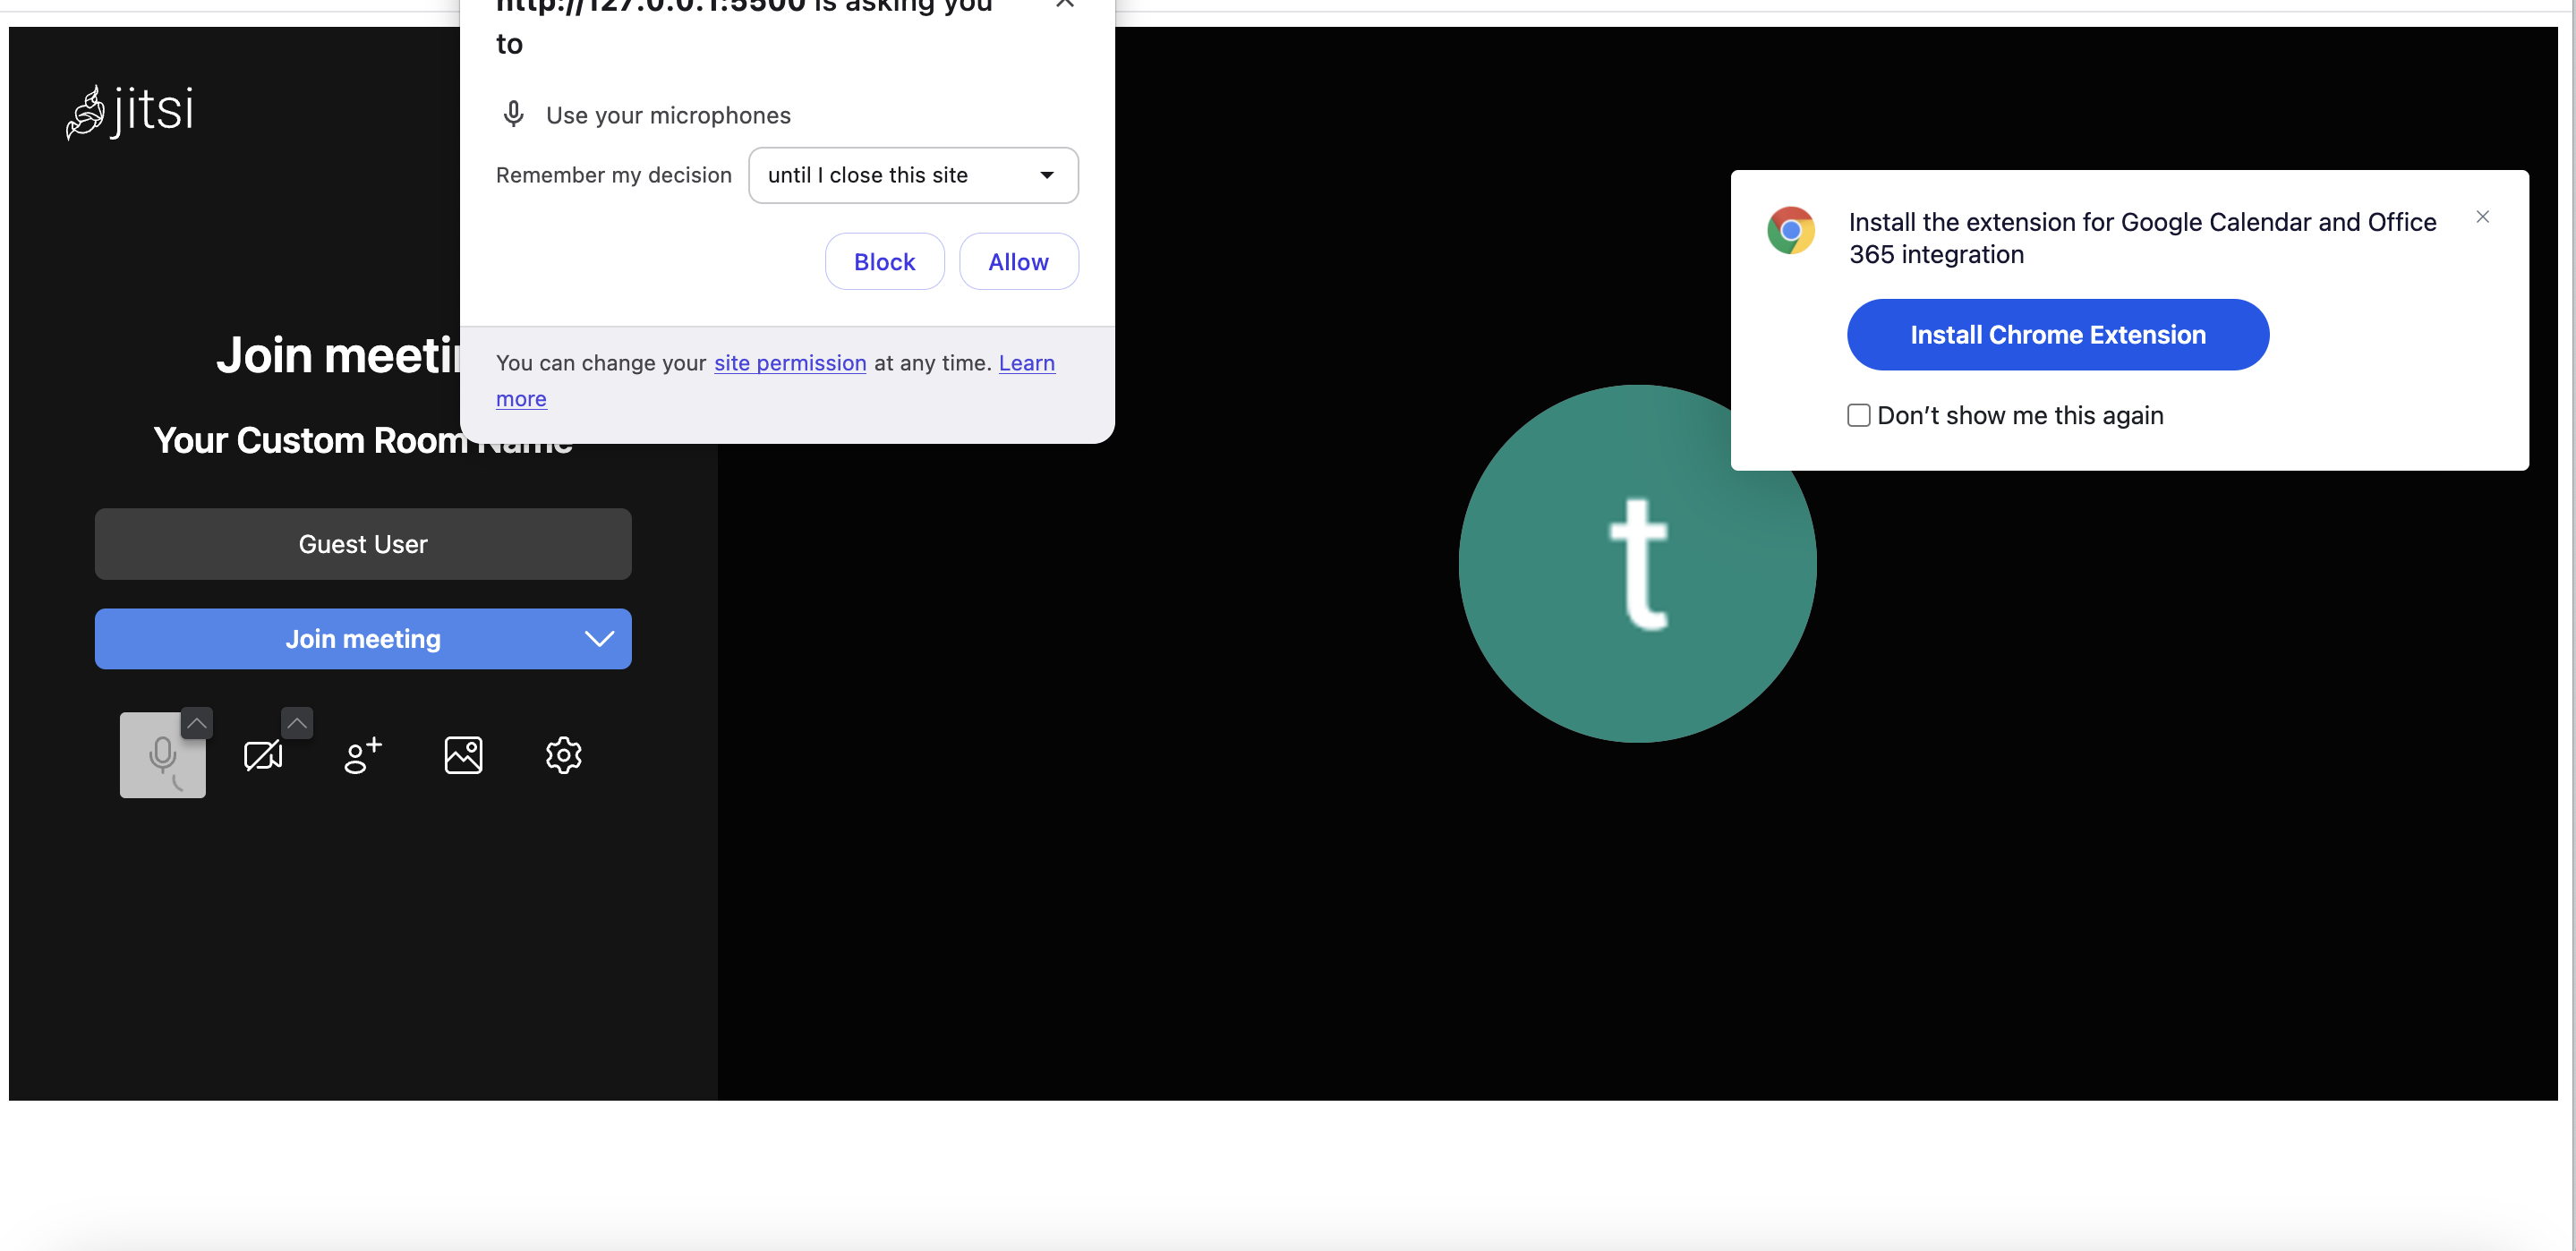 http://127.0.0.1:5500 is asking you
to
Use your microphones
Remember my decision until I close this site
Block Allow
You can change your site permission at any time. Learn
more
jitsi
Join meetin
Your Custom Room Name
Guest User
Join meeting
Install the extension for Google Calendar and Office
365 integration
Install Chrome Extension
Don't show me this again
t